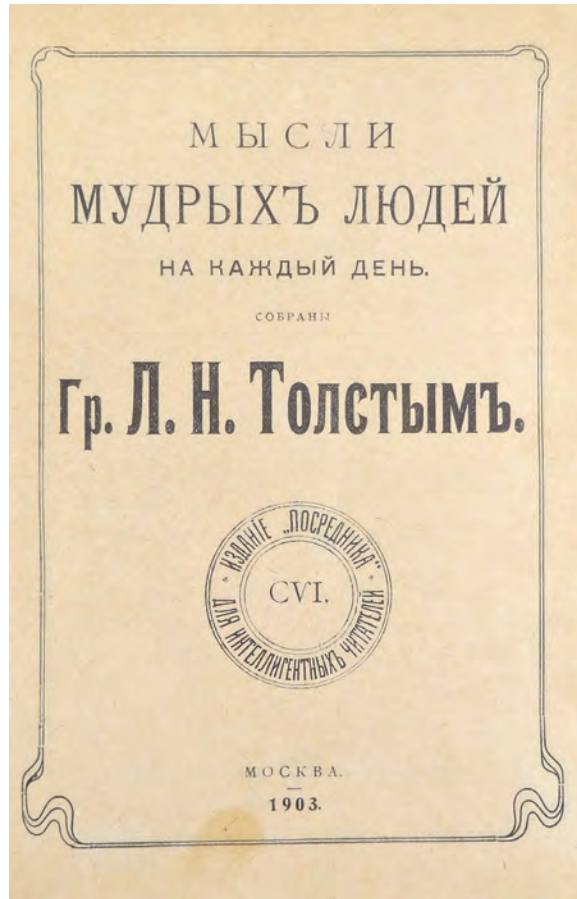 МЫСЛИ
МУДРЫХЪ ЛЮДЕЙ
НА КАЖДЫЙ ДЕНЬ.
СОБРАНЫ
Гр. Л. Н. Толстымъ.
ИЗДАНІЕ „ПОСРЕДНИКА“
CVI.
ДЛЯ ИНТЕЛЛИГЕНТНЫХЪ ЧИТАТЕЛЕЙ
МОСКВА.
1903.